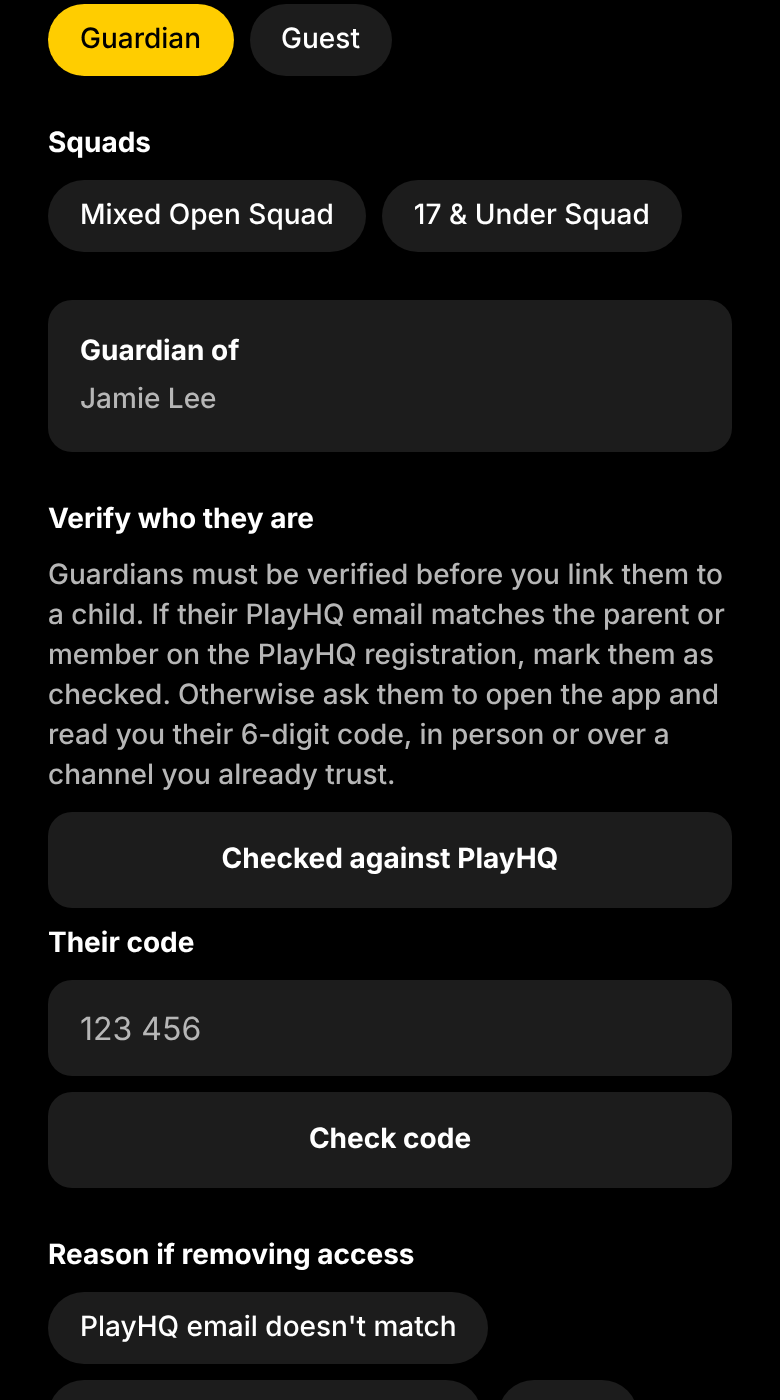 Guardian Guest
Squads
Mixed Open Squad 17 & Under Squad
Guardian of
Jamie Lee
Verify who they are
Guardians must be verified before you link them to
a child. If their PlayHQ email matches the parent or
member on the PlayHQ registration, mark them as
checked. Otherwise ask them to open the app and
read you their 6-digit code, in person or over a
channel you already trust.
Checked against PlayHQ
Their code
123 456
Check code
Reason if removing access
PlayHQ email doesn't match